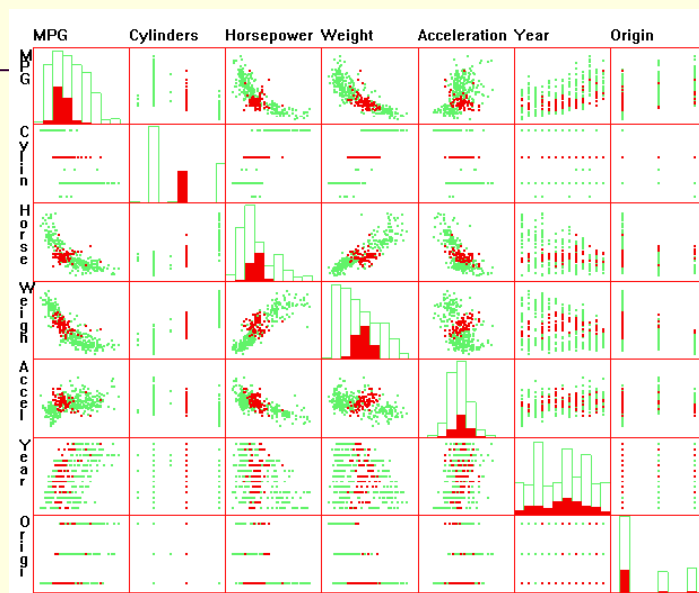 MPG Cylinders Horsepower Weight Acceleration Year Origin
MPG
Cylin
Horse
Weigh
Accel
Year
Origi